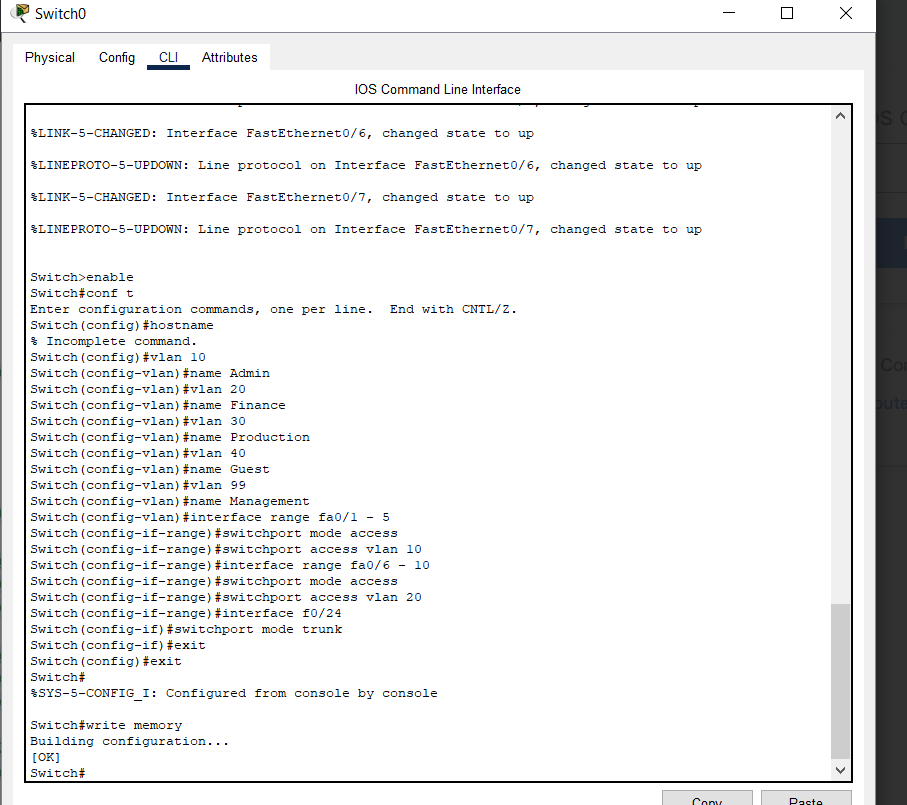 Switch0
Physical Config CLI Attributes
IOS Command Line Interface
%LINK-5-CHANGED: Interface FastEthernet0/6, changed state to up
%LINEPROTO-5-UPDOWN: Line protocol on Interface FastEthernet0/6, changed state to up
%LINK-5-CHANGED: Interface FastEthernet0/7, changed state to up
%LINEPROTO-5-UPDOWN: Line protocol on Interface FastEthernet0/7, changed state to up
Switch>enable
Switch#conf t
Enter configuration commands, one per line.  End with CNTL/Z.
Switch(config)#hostname
% Incomplete command.
Switch(config)#vlan 10
Switch(config-vlan)#name Admin
Switch(config-vlan)#vlan 20
Switch(config-vlan)#name Finance
Switch(config-vlan)#vlan 30
Switch(config-vlan)#name Production
Switch(config-vlan)#vlan 40
Switch(config-vlan)#name Guest
Switch(config-vlan)#vlan 99
Switch(config-vlan)#name Management
Switch(config-vlan)#interface range fa0/1 - 5
Switch(config-if-range)#switchport mode access
Switch(config-if-range)#switchport access vlan 10
Switch(config-if-range)#interface range fa0/6 - 10
Switch(config-if-range)#switchport mode access
Switch(config-if-range)#switchport access vlan 20
Switch(config-if-range)#interface f0/24
Switch(config-if)#switchport mode trunk
Switch(config-if)#exit
Switch(config)#exit
Switch#
%SYS-5-CONFIG_I: Configured from console by console
Switch#write memory
Building configuration...
[OK]
Switch#
Copy Paste